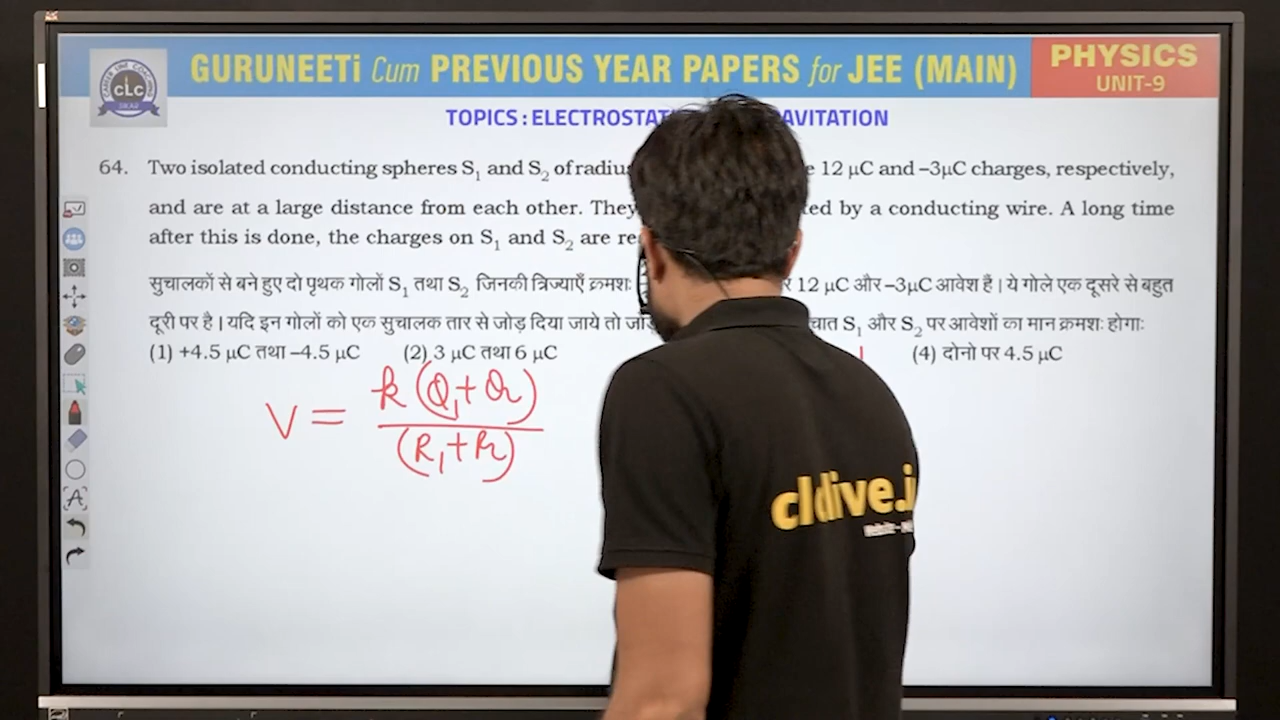 GURUNEETi Cum PREVIOUS YEAR PAPERS for JEE (MAIN)
PHYSICS
UNIT-9
CLC
TOPICS : ELECTROSTAT AVITATION
64. Two isolated conducting spheres S₁ and S₂ of radiu 12 μC and –3μC charges, respectively,
and are at a large distance from each other. They ed by a conducting wire. A long time
after this is done, the charges on S₁ and S₂ are re
सुचालकों से बने हुए दो पृथक गोलों S₁ तथा S₂ जिनकी त्रिज्याएँ क्रमशः 12 μC और –3μC आवेश हैं। ये गोले एक दूसरे से बहुत
दूरी पर है। यदि इन गोलों को एक सुचालक तार से जोड़ दिया जाये तो S₁ और S₂ पर आवेशों का मान क्रमशः होगाः
(1) +4.5 μC तथा –4.5 μC (2) 3 μC तथा 6 μC (4) दोनो पर 4.5 μC
V = k (Q₁+Q₂)
(R₁+R₂)